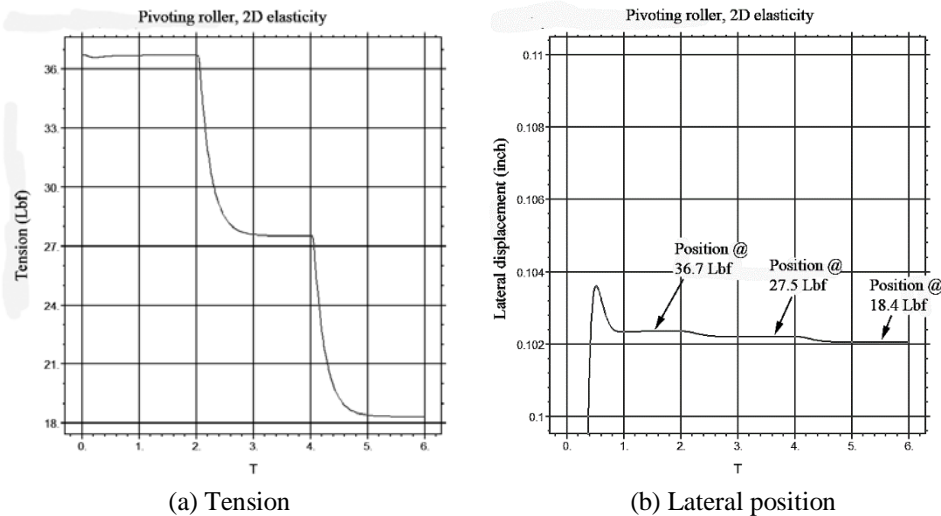 Pivoting roller, 2D elasticity
Tension (Lbf)
36.
33.
30.
27.
24.
21.
18.
0. 1. 2. 3. 4. 5. 6.
T
(a) Tension
Pivoting roller, 2D elasticity
Lateral displacement (inch)
0.11
0.108
0.106
0.104
0.102
0.1
Position @
36.7 Lbf
Position @
27.5 Lbf
Position @
18.4 Lbf
0. 1. 2. 3. 4. 5. 6.
T
(b) Lateral position